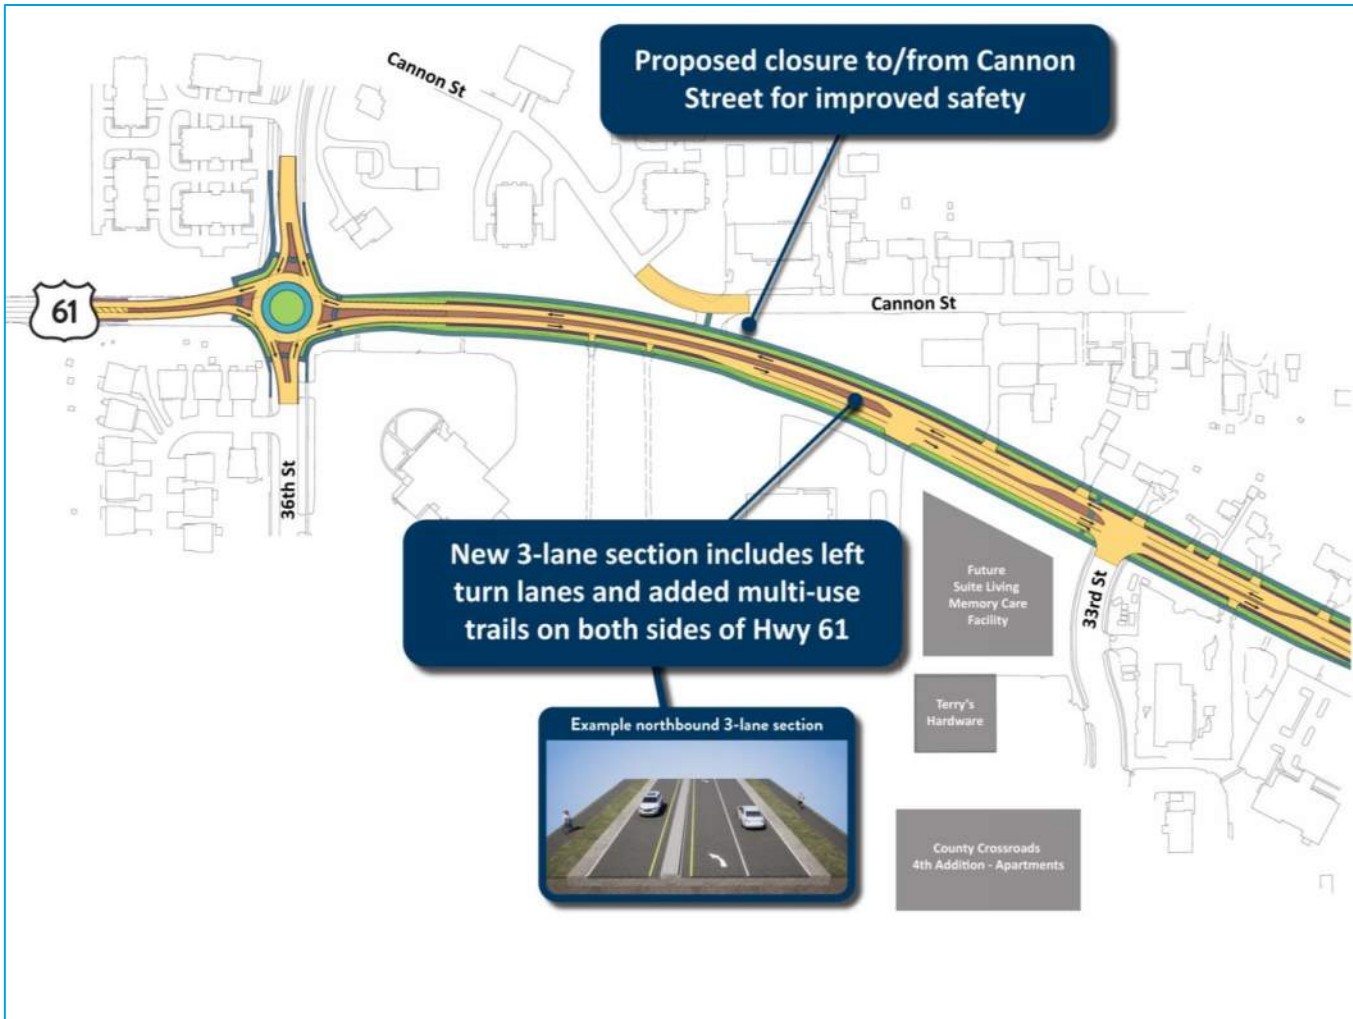 Proposed closure to/from Cannon
Street for improved safety
Cannon St
61
Cannon St
36th St
New 3-lane section includes left
turn lanes and added multi-use
trails on both sides of Hwy 61
Future
Suite Living
Memory Care
Facility
33rd St
Terry's
Hardware
Example northbound 3-lane section
County Crossroads
4th Addition - Apartments